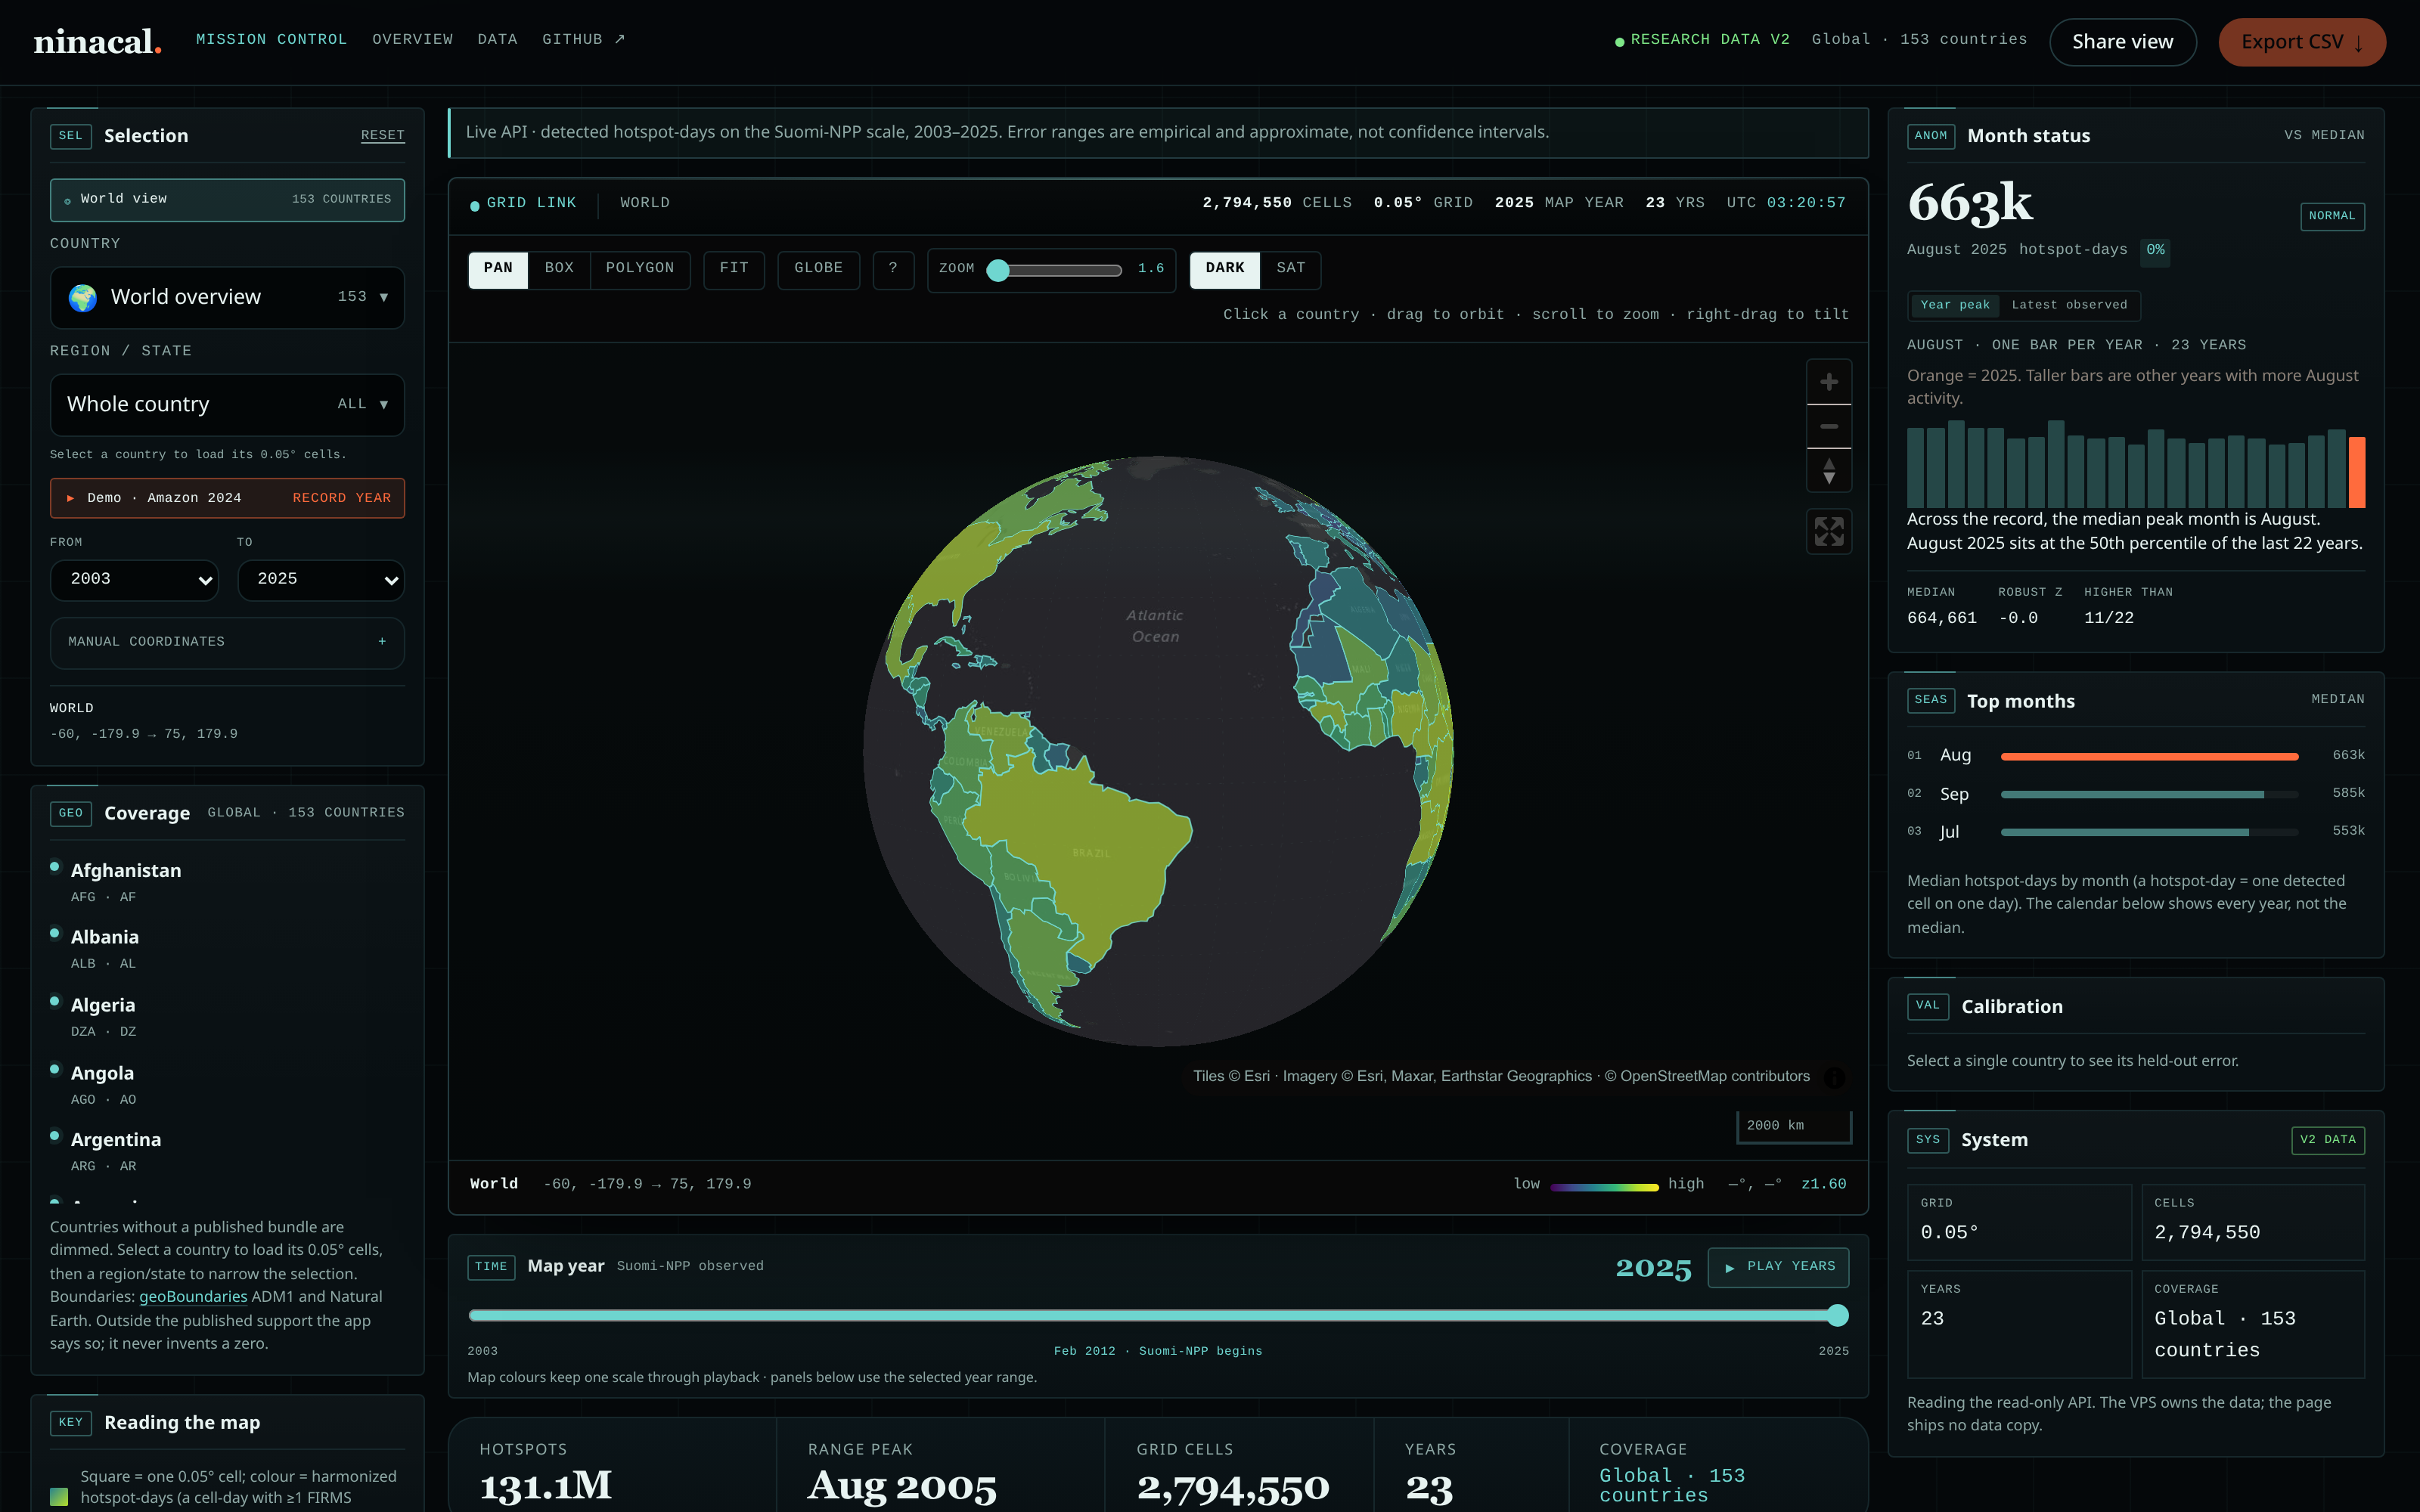 ninacal.
MISSION CONTROL OVERVIEW DATA GITHUB ↗
RESEARCH DATA V2 Global · 153 countries Share view Export CSV ↓
SEL Selection RESET
World view 153 COUNTRIES
COUNTRY
World overview 153 ▾
REGION / STATE
Whole country ALL ▾
Select a country to load its 0.05° cells.
▶ Demo · Amazon 2024 RECORD YEAR
FROM TO
2003 2025
MANUAL COORDINATES +
WORLD
-60, -179.9 → 75, 179.9
GEO Coverage GLOBAL · 153 COUNTRIES
Afghanistan
AFG · AF
Albania
ALB · AL
Algeria
DZA · DZ
Angola
AGO · AO
Argentina
ARG · AR
Countries without a published bundle are
dimmed. Select a country to load its 0.05° cells,
then a region/state to narrow the selection.
Boundaries: geoBoundaries ADM1 and Natural
Earth. Outside the published support the app
says so; it never invents a zero.
KEY Reading the map
Square = one 0.05° cell; colour = harmonized
hotspot-days (a cell-day with ≥1 FIRMS
Live API · detected hotspot-days on the Suomi-NPP scale, 2003–2025. Error ranges are empirical and approximate, not confidence intervals.
GRID LINK WORLD 2,794,550 CELLS 0.05° GRID 2025 MAP YEAR 23 YRS UTC 03:20:57
PAN BOX POLYGON FIT GLOBE ? ZOOM 1.6 DARK SAT
Click a country · drag to orbit · scroll to zoom · right-drag to tilt
Atlantic
Ocean
VENEZUELA
COLOMBIA
PERU
BRAZIL
BOLIVIA
MALI
Tiles © Esri · Imagery © Esri, Maxar, Earthstar Geographics · © OpenStreetMap contributors
2000 km
World -60, -179.9 → 75, 179.9 low high —°, —° z1.60
TIME Map year Suomi-NPP observed 2025 ▶ PLAY YEARS
2003 Feb 2012 · Suomi-NPP begins 2025
Map colours keep one scale through playback · panels below use the selected year range.
HOTSPOTS RANGE PEAK GRID CELLS YEARS COVERAGE
131.1M Aug 2005 2,794,550 23 Global · 153
countries
ANOM Month status VS MEDIAN
663k NORMAL
August 2025 hotspot-days 0%
Year peak Latest observed
AUGUST · ONE BAR PER YEAR · 23 YEARS
Orange = 2025. Taller bars are other years with more August
activity.
Across the record, the median peak month is August.
August 2025 sits at the 50th percentile of the last 22 years.
MEDIAN ROBUST Z HIGHER THAN
664,661 -0.0 11/22
SEAS Top months MEDIAN
01 Aug 663k
02 Sep 585k
03 Jul 553k
Median hotspot-days by month (a hotspot-day = one detected
cell on one day). The calendar below shows every year, not the
median.
VAL Calibration
Select a single country to see its held-out error.
SYS System V2 DATA
GRID CELLS
0.05° 2,794,550
YEARS COVERAGE
23 Global · 153
countries
Reading the read-only API. The VPS owns the data; the page
ships no data copy.